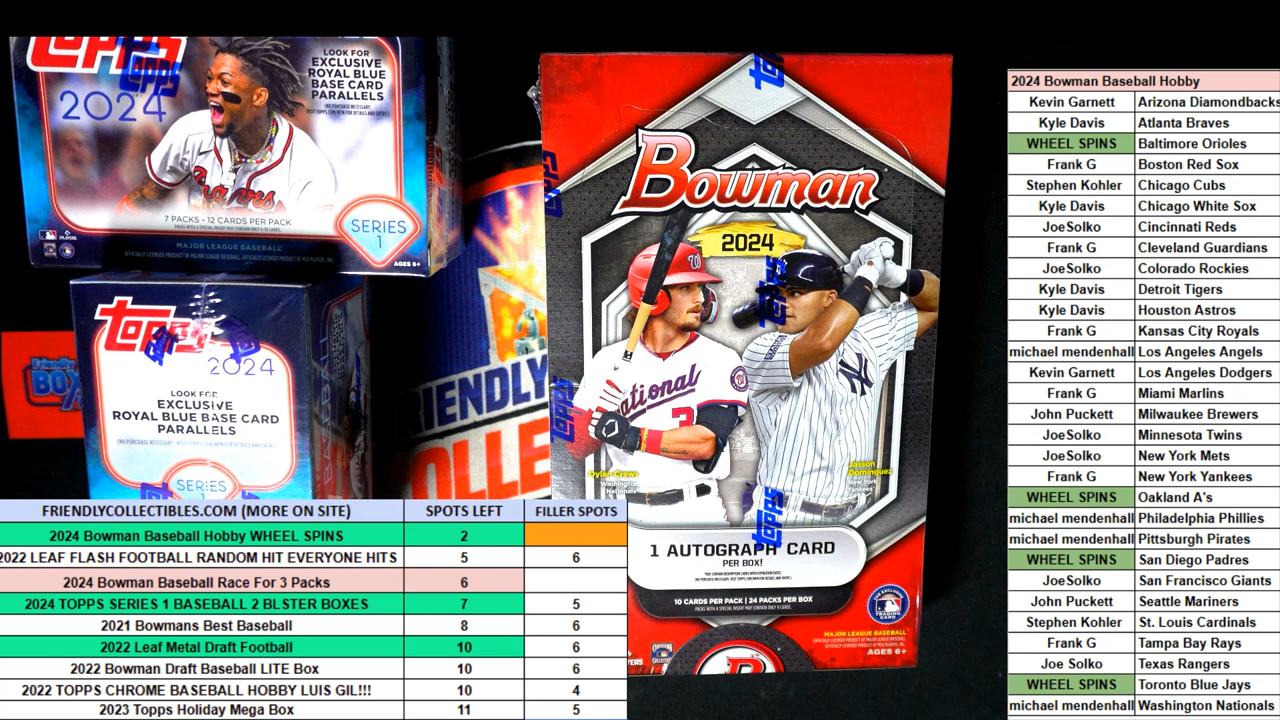 topps
2024
LOOK FOR
EXCLUSIVE
ROYAL BLUE
BASE CARD
PARALLELS
7 PACKS - 12 CARDS PER PACK
SERIES
1
MAJOR LEAGUE BASEBALL
AGES 6+
topps
2024
LOOK FOR
EXCLUSIVE
ROYAL BLUE BASE CARD
PARALLELS
SERIES
1
Friendly
BOX
Bowman
2024
Dylan Crews
Washington
Nationals
Jasson
Dominguez
New York
Yankees
1 AUTOGRAPH CARD
PER BOX!
10 CARDS PER PACK | 24 PACKS PER BOX
MAJOR LEAGUE BASEBALL
AGES 6+
FRIENDLYCOLLECTIBLES.COM (MORE ON SITE) SPOTS LEFT FILLER SPOTS
2024 Bowman Baseball Hobby WHEEL SPINS 2
2022 LEAF FLASH FOOTBALL RANDOM HIT EVERYONE HITS 5 6
24 Bowman Baseball Race For 3 Packs 6
2024 TOPPS SERIES 1 BASEBALL 2 BLSTER BOXES 7 5
2021 Bowmans Best Baseball 8 6
2022 Leaf Metal Draft Football 10 6
2022 Bowman Draft Baseball LITE Box 10 6
2022 TOPPS CHROME BASEBALL HOBBY LUIS GIL!!! 10 4
2023 Topps Holiday Mega Box 11 5
2024 Bowman Baseball Hobby
Kevin Garnett Arizona Diamondbacks
Kyle Davis Atlanta Braves
WHEEL SPINS Baltimore Orioles
Frank G Boston Red Sox
Stephen Kohler Chicago Cubs
Kyle Davis Chicago White Sox
JoeSolko Cincinnati Reds
Frank G Cleveland Guardians
JoeSolko Colorado Rockies
Kyle Davis Detroit Tigers
Kyle Davis Houston Astros
Frank G Kansas City Royals
michael mendenhall Los Angeles Angels
Kevin Garnett Los Angeles Dodgers
Frank G Miami Marlins
John Puckett Milwaukee Brewers
JoeSolko Minnesota Twins
JoeSolko New York Mets
Frank G New York Yankees
WHEEL SPINS Oakland A's
michael mendenhall Philadelphia Phillies
michael mendenhall Pittsburgh Pirates
WHEEL SPINS San Diego Padres
JoeSolko San Francisco Giants
John Puckett Seattle Mariners
Stephen Kohler St. Louis Cardinals
Frank G Tampa Bay Rays
Joe Solko Texas Rangers
WHEEL SPINS Toronto Blue Jays
michael mendenhall Washington Nationals